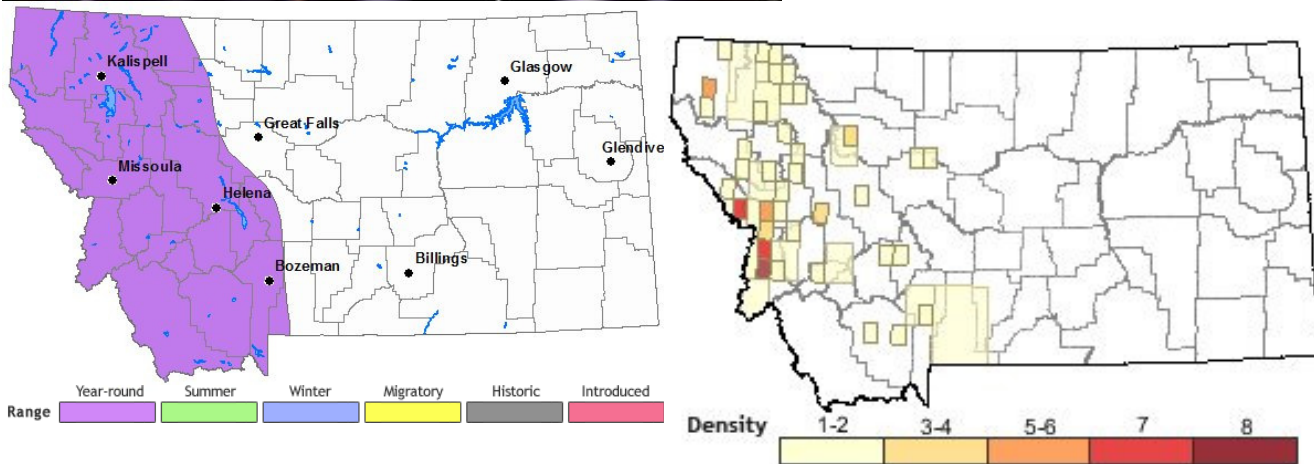 Kalispell
Glasgow
Great Falls
Glendive
Missoula
Helena
Bozeman
Billings
Year-round Summer Winter Migratory Historic Introduced
Range
Density 1-2 3-4 5-6 7 8